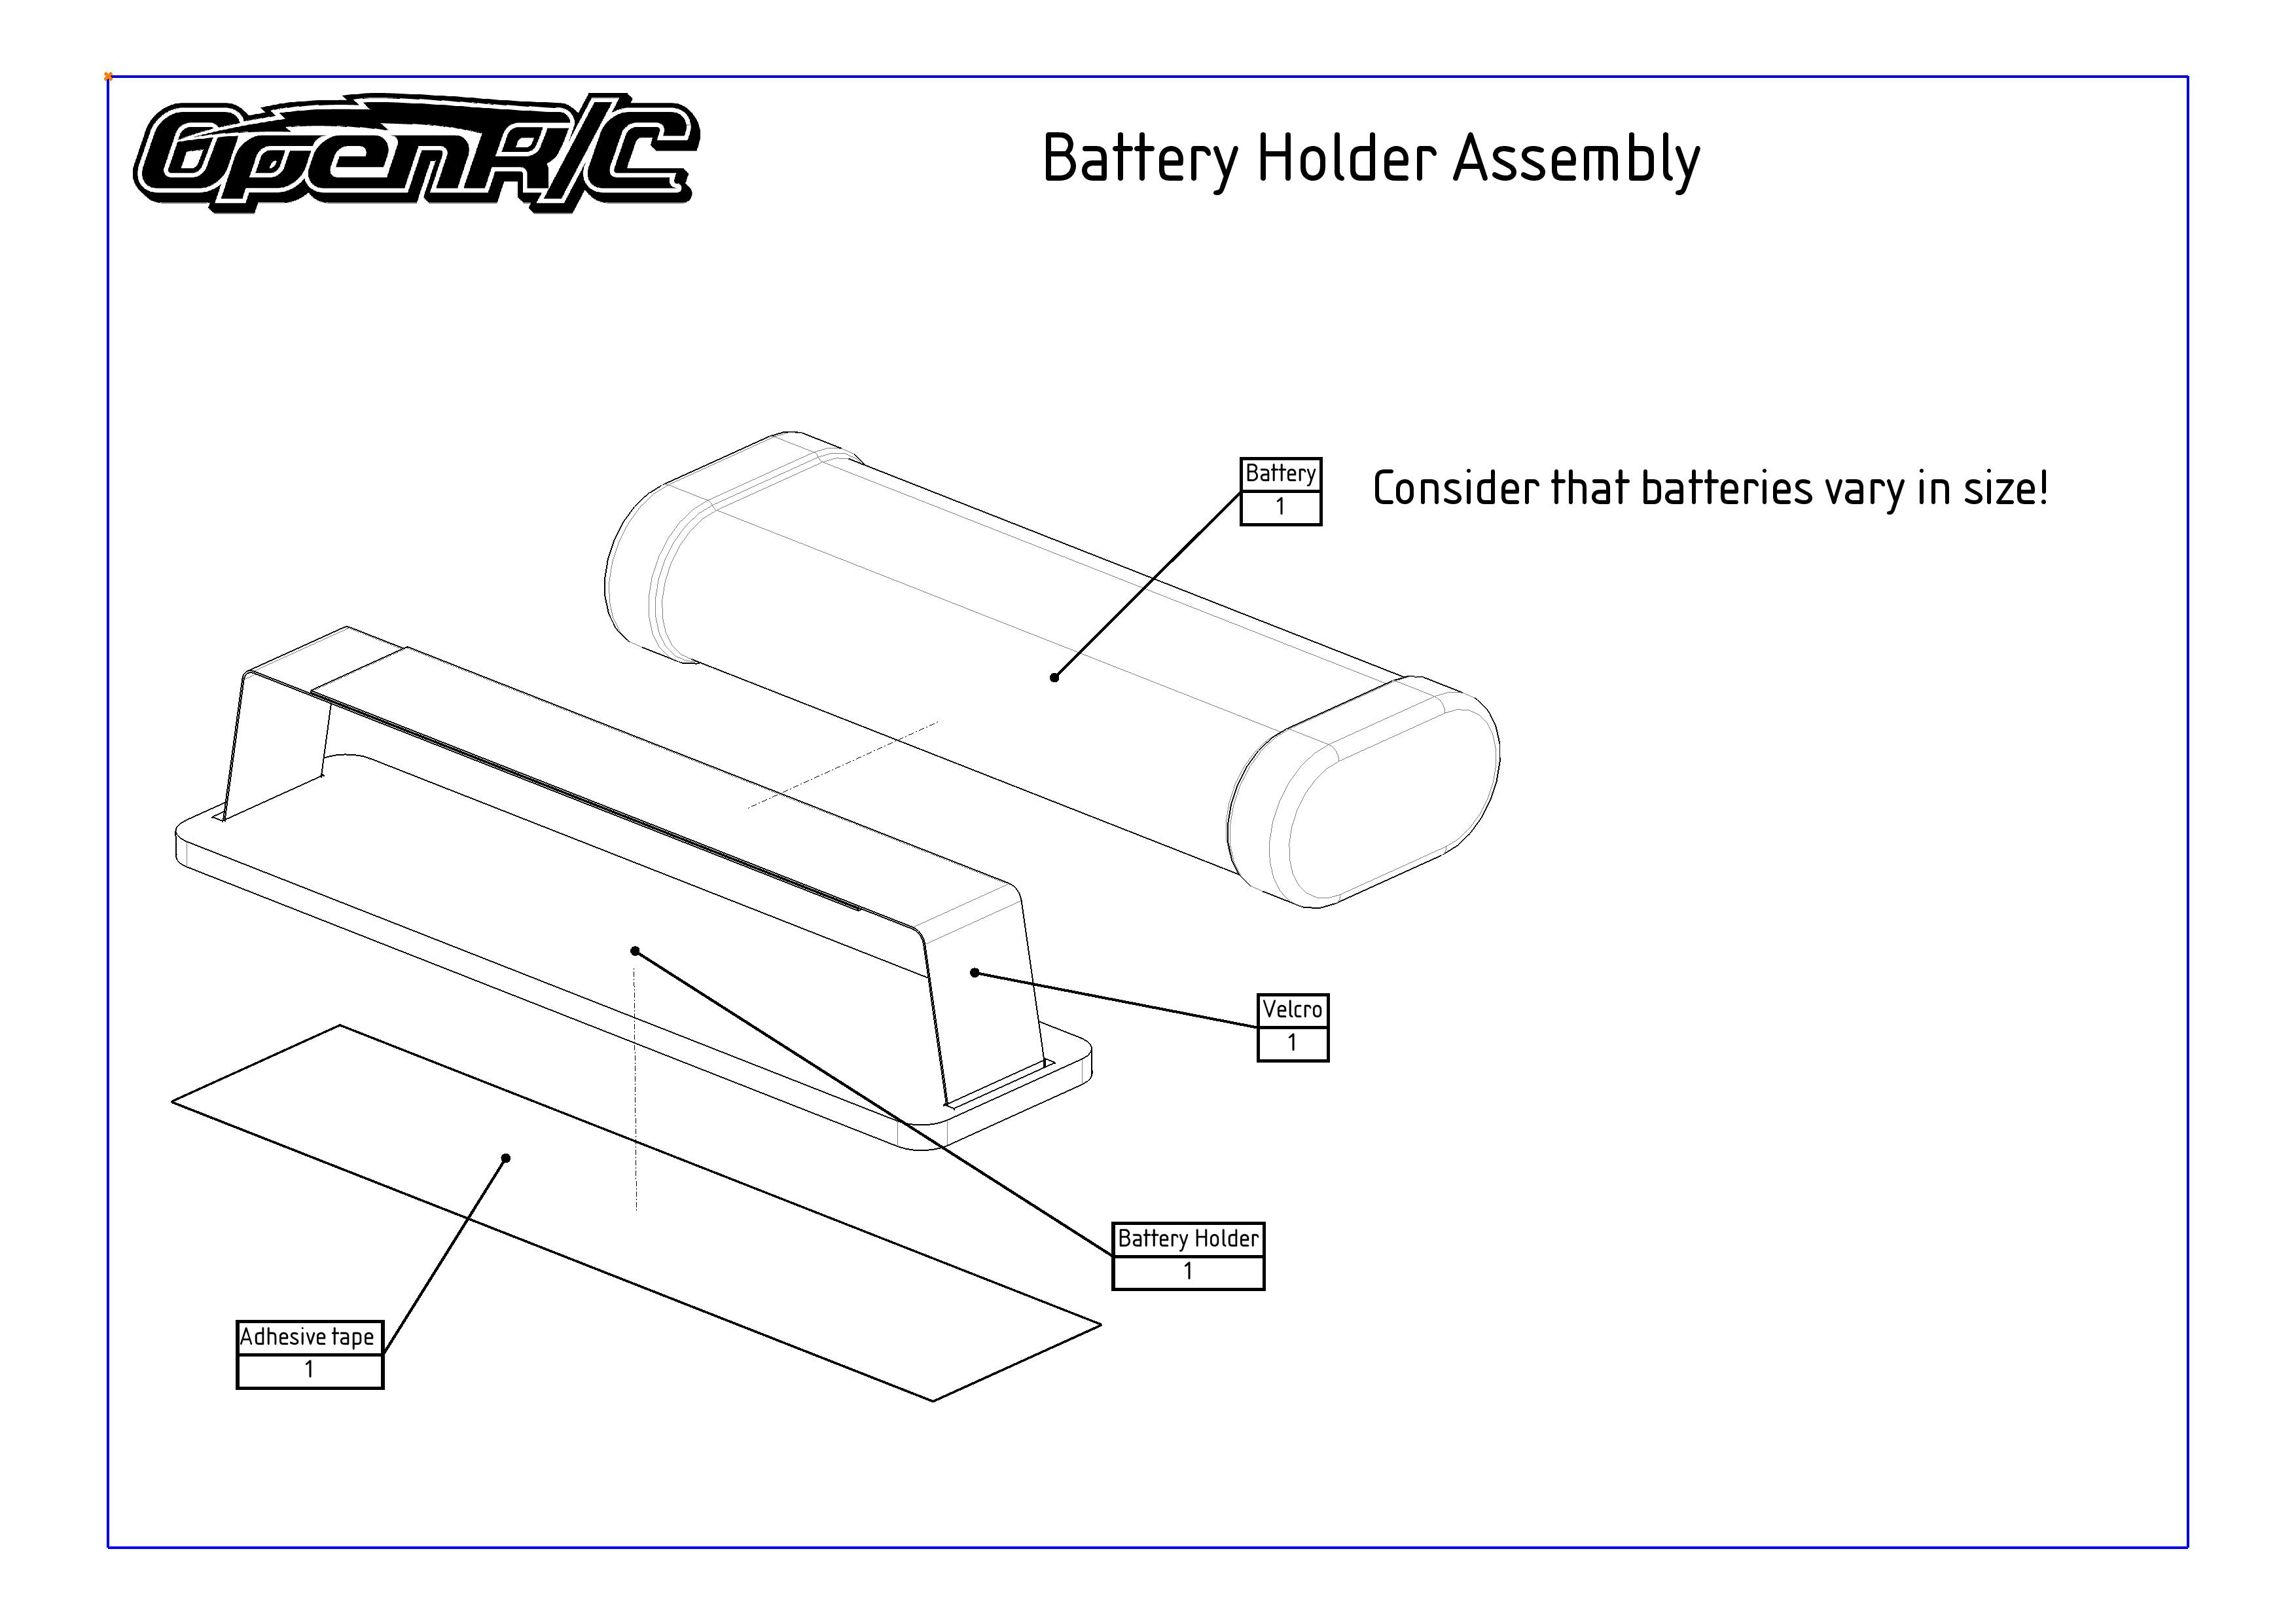 OpenR/C
Battery Holder Assembly
Battery
1
Consider that batteries vary in size!
Velcro
1
Battery Holder
1
Adhesive tape
1